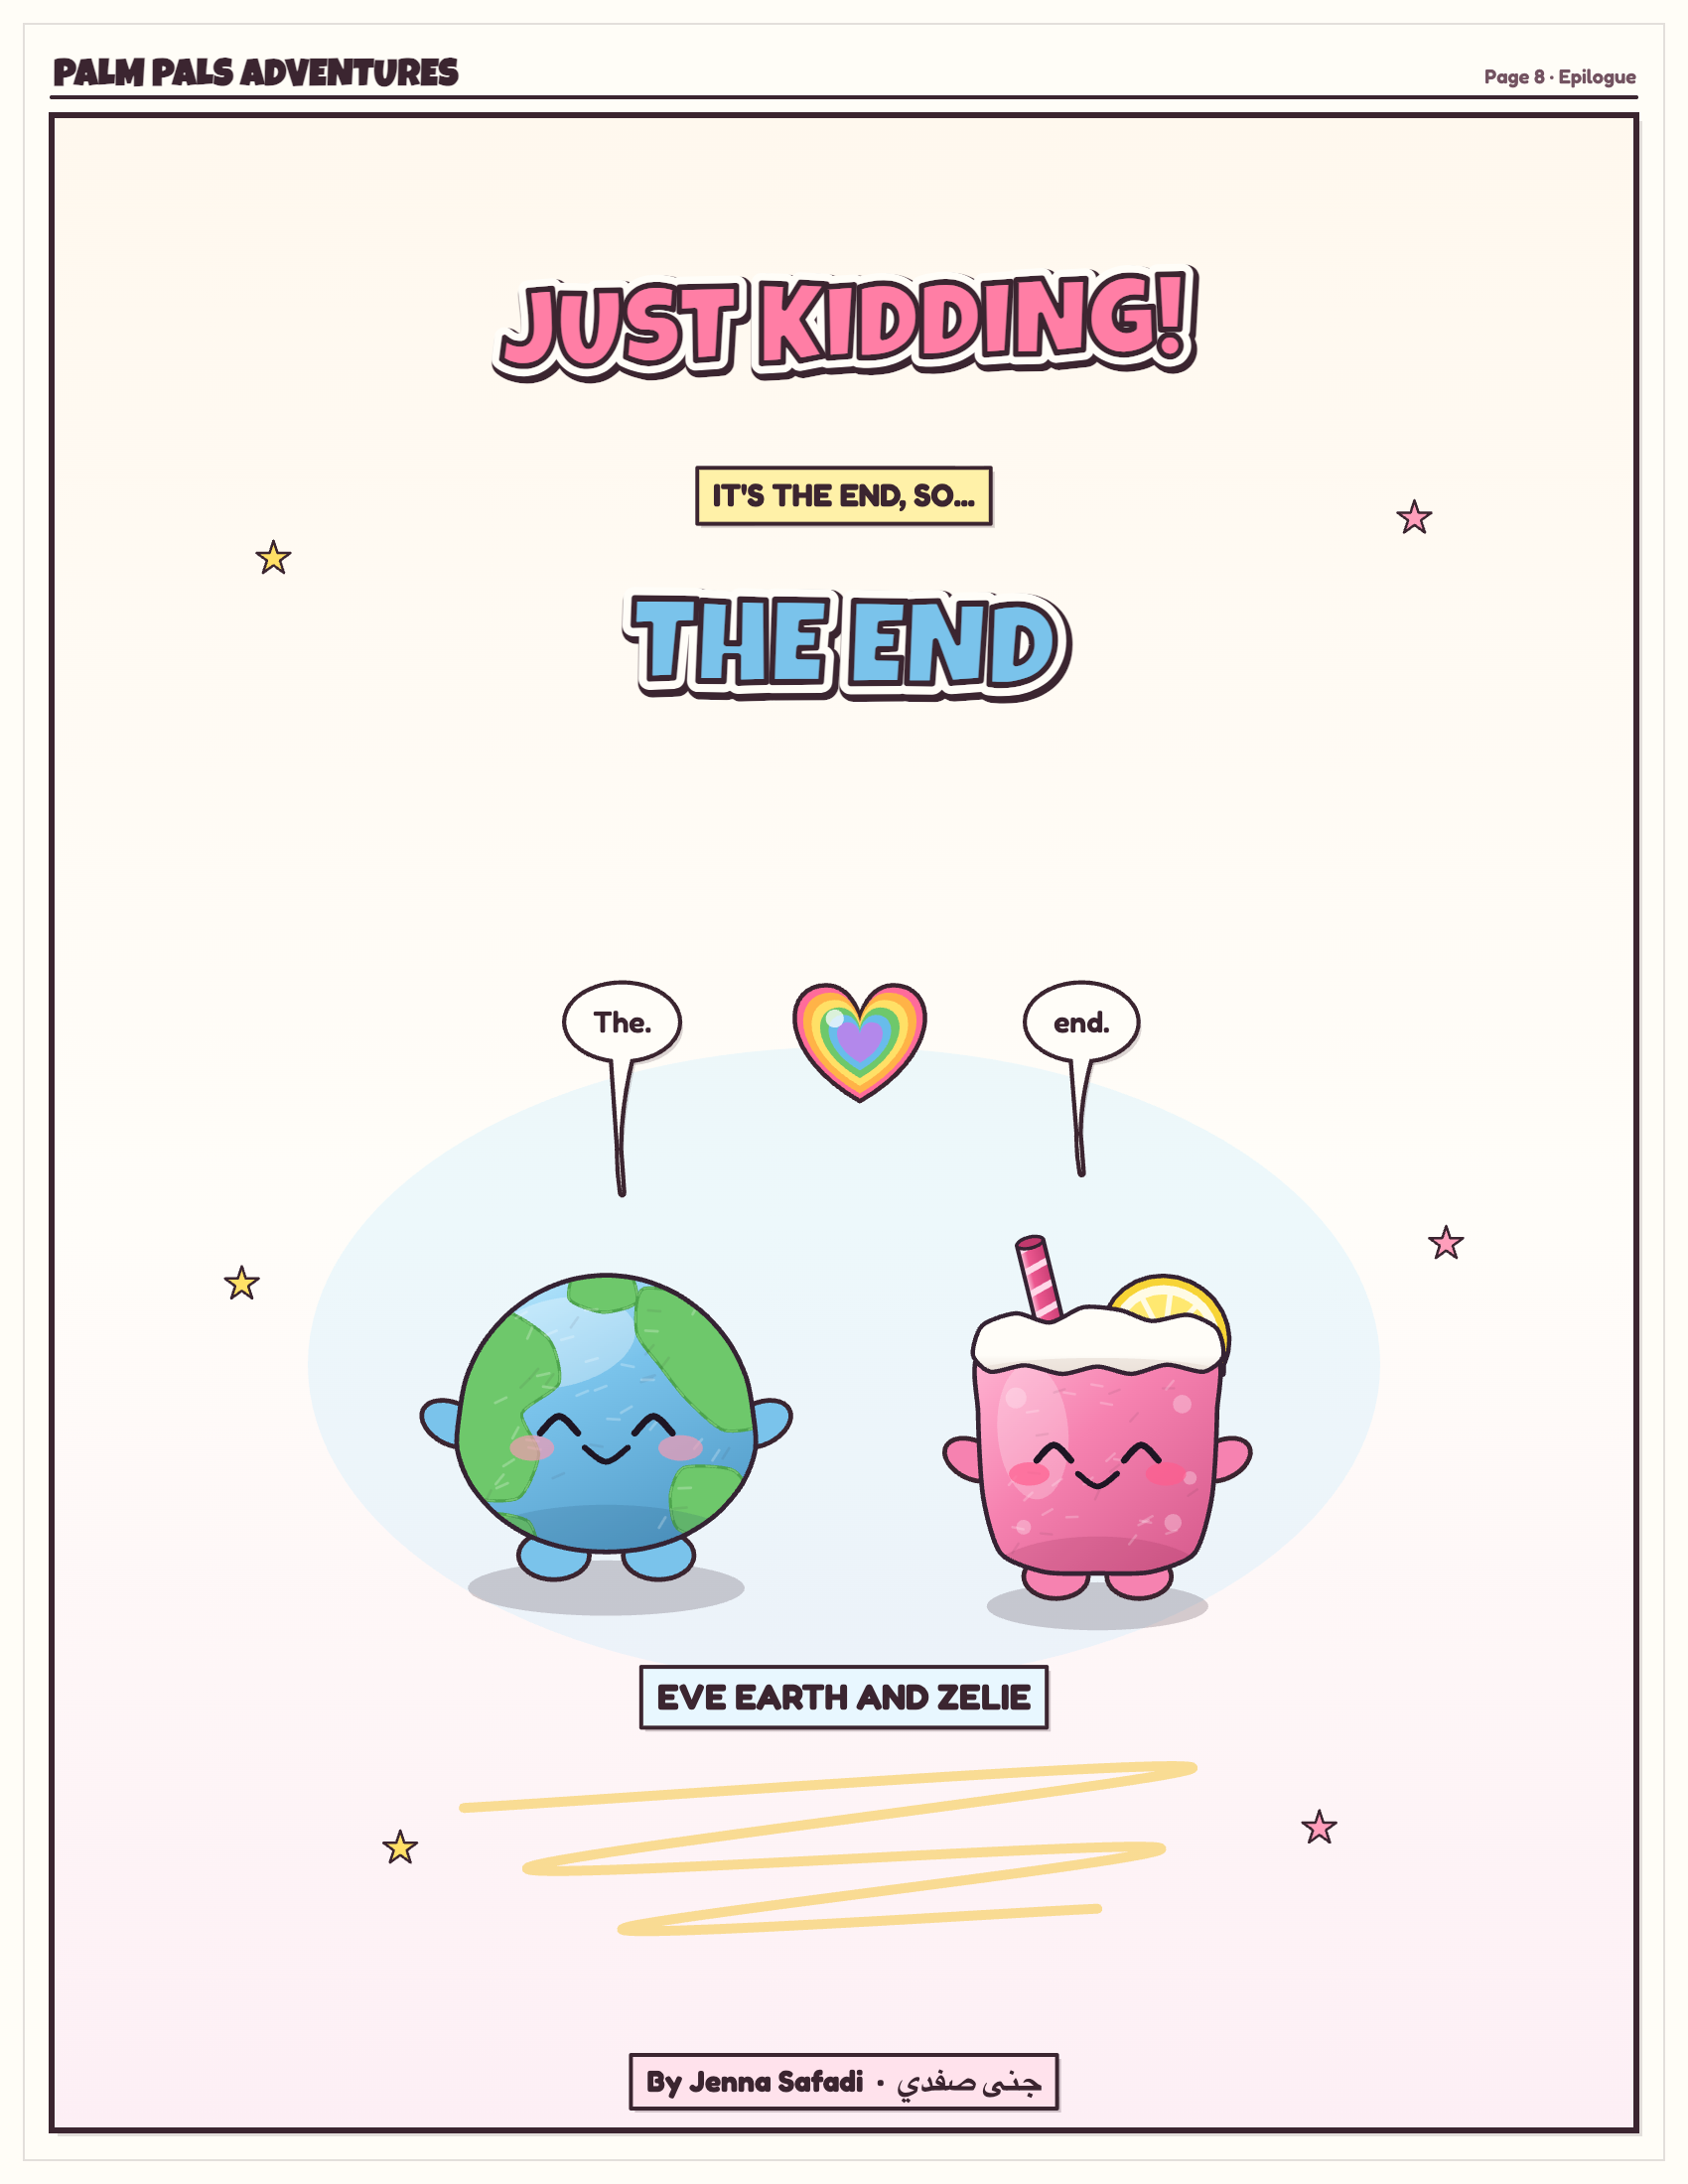 PALM PALS ADVENTURES
Page 8 · Epilogue
JUST KIDDING!
IT'S THE END, SO...
THE END
The.
end.
EVE EARTH AND ZELIE
By Jenna Safadi · جنى صفدي